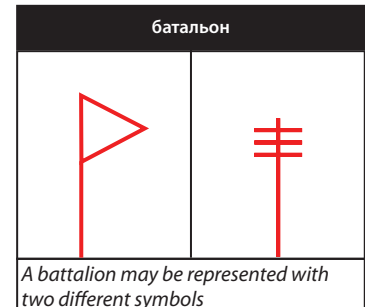 батальон
A battalion may be represented with
two different symbols